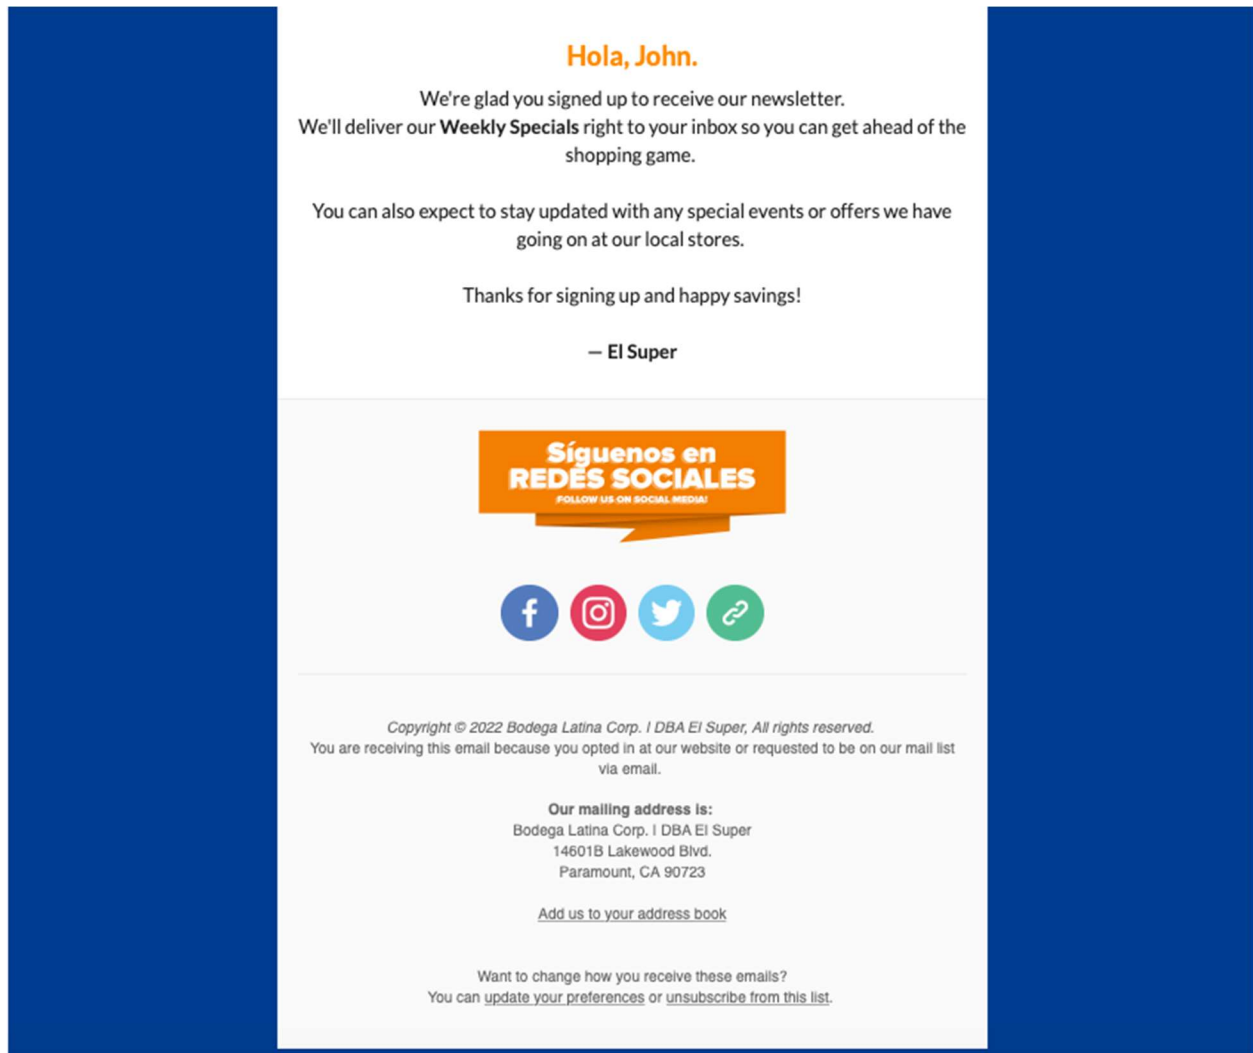 Hola, John.
We're glad you signed up to receive our newsletter.
We'll deliver our Weekly Specials right to your inbox so you can get ahead of the
shopping game.
You can also expect to stay updated with any special events or offers we have
going on at our local stores.
Thanks for signing up and happy savings!
— El Super
Síguenos en
REDES SOCIALES
FOLLOW US ON SOCIAL MEDIA!
Copyright © 2022 Bodega Latina Corp. l DBA El Super, All rights reserved.
You are receiving this email because you opted in at our website or requested to be on our mail list
via email.
Our mailing address is:
Bodega Latina Corp. l DBA El Super
14601B Lakewood Blvd.
Paramount, CA 90723
Add us to your address book
Want to change how you receive these emails?
You can update your preferences or unsubscribe from this list.